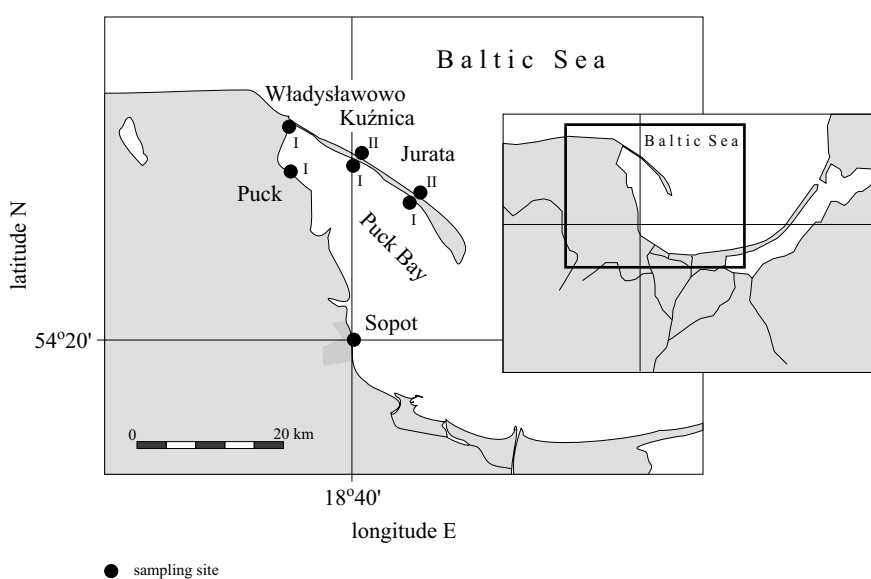 Baltic Sea
Władysławowo
Kuźnica
II
I
Jurata
I
II
I
Puck
I
Puck Bay
Baltic Sea
latitude N
Sopot
54°20'
0
20 km
18°40'
longitude E
sampling site